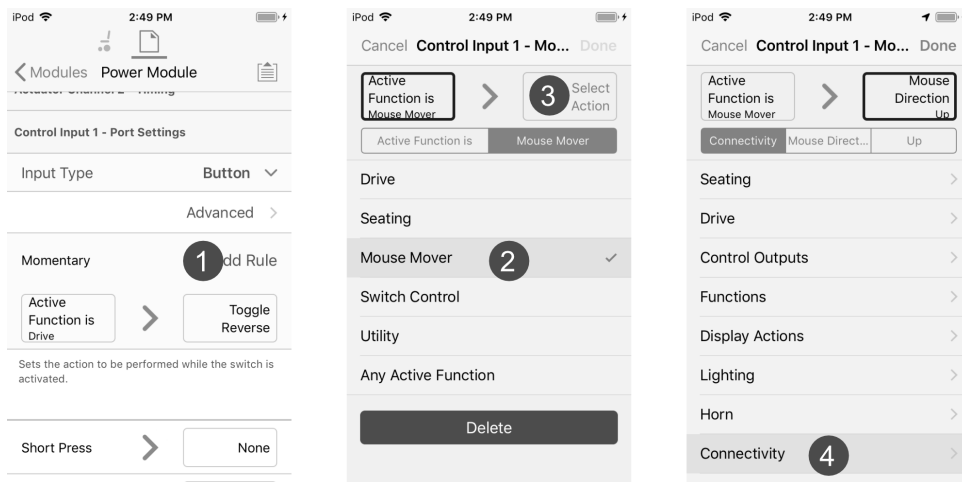 iPod 2:49 PM
Modules Power Module
Actuator Channel 2 - Timing
Control Input 1 - Port Settings
Input Type Button
Advanced
Momentary 1 dd Rule
Active
Function is
Drive
Toggle
Reverse
Sets the action to be performed while the switch is
activated.
Short Press None
iPod 2:49 PM
Cancel Control Input 1 - Mo... Done
Active
Function is
Mouse Mover
3 Select
Action
Active Function is Mouse Mover
Drive
Seating
Mouse Mover 2
Switch Control
Utility
Any Active Function
Delete
iPod 2:49 PM
Cancel Control Input 1 - Mo... Done
Active
Function is
Mouse Mover
Mouse
Direction
Up
Connectivity Mouse Direct... Up
Seating
Drive
Control Outputs
Functions
Display Actions
Lighting
Horn
Connectivity 4